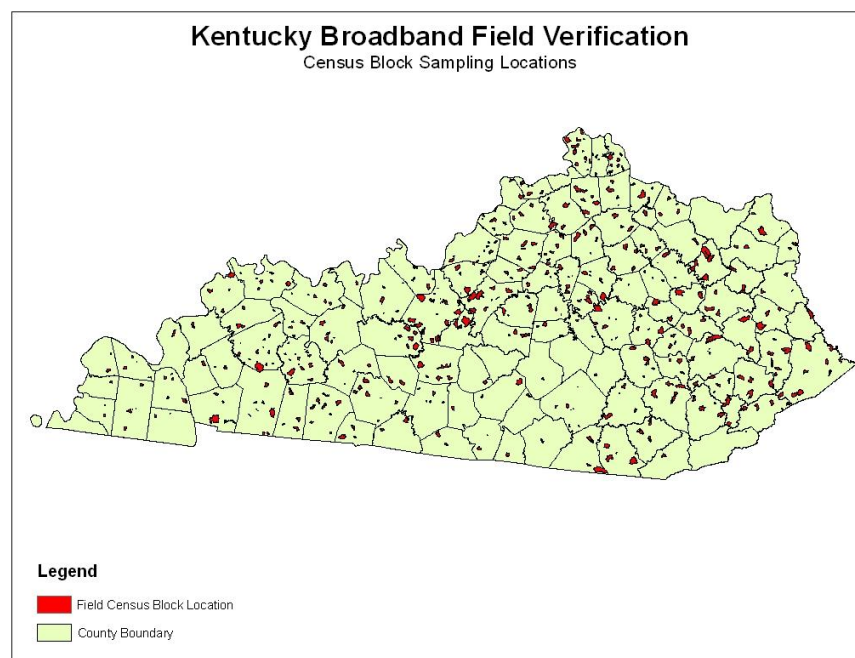 Kentucky Broadband Field Verification
Census Block Sampling Locations
Legend
Field Census Block Location
County Boundary